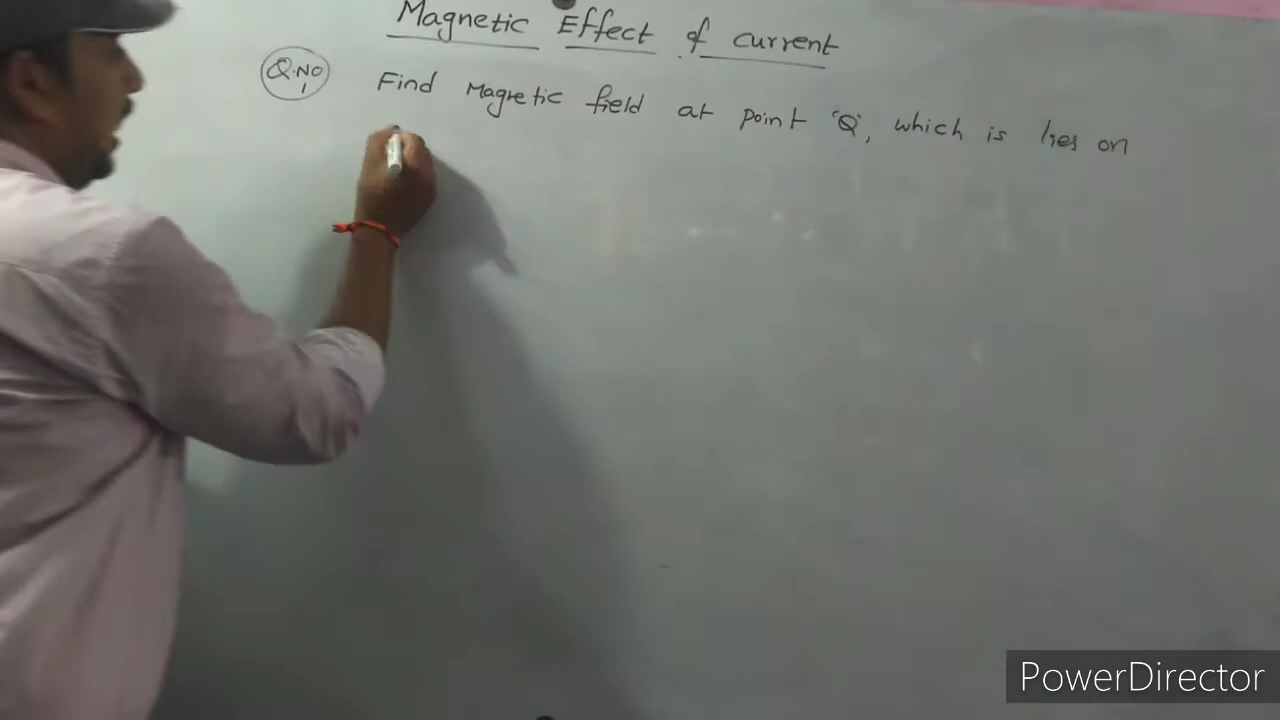 Magnetic Effect of current
Q.No 1 Find Magnetic field at point 'Q', which is lies on
PowerDirector